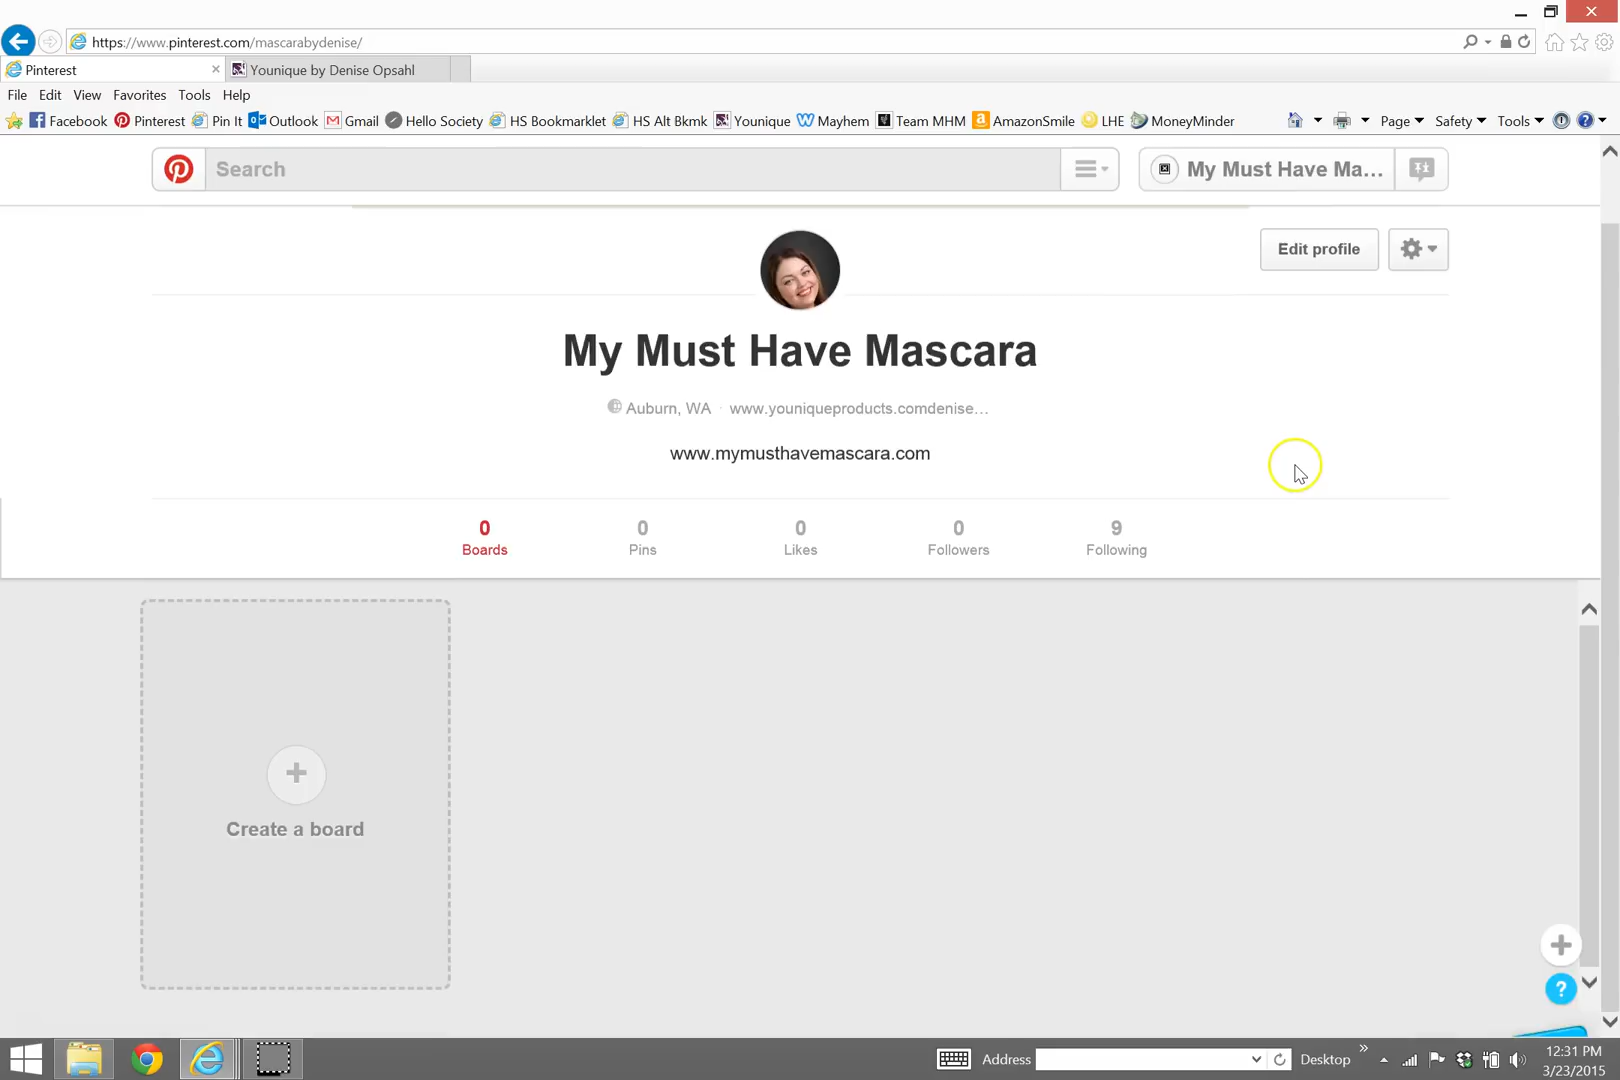 https://www.pinterest.com/mascarabydenise/
Pinterest
Younique by Denise Opsahl
File Edit View Favorites Tools Help
Facebook Pinterest Pin It Outlook Gmail Hello Society HS Bookmarklet HS Alt Bkmk Younique Mayhem Team MHM AmazonSmile LHE MoneyMinder Page Safety Tools
Search
My Must Have Ma...
Edit profile
My Must Have Mascara
Auburn, WA · www.youniqueproducts.comdenise...
www.mymusthavemascara.com
0 0 0 0 9
Boards Pins Likes Followers Following
Create a board
?
Address Desktop
12:31 PM
3/23/2015